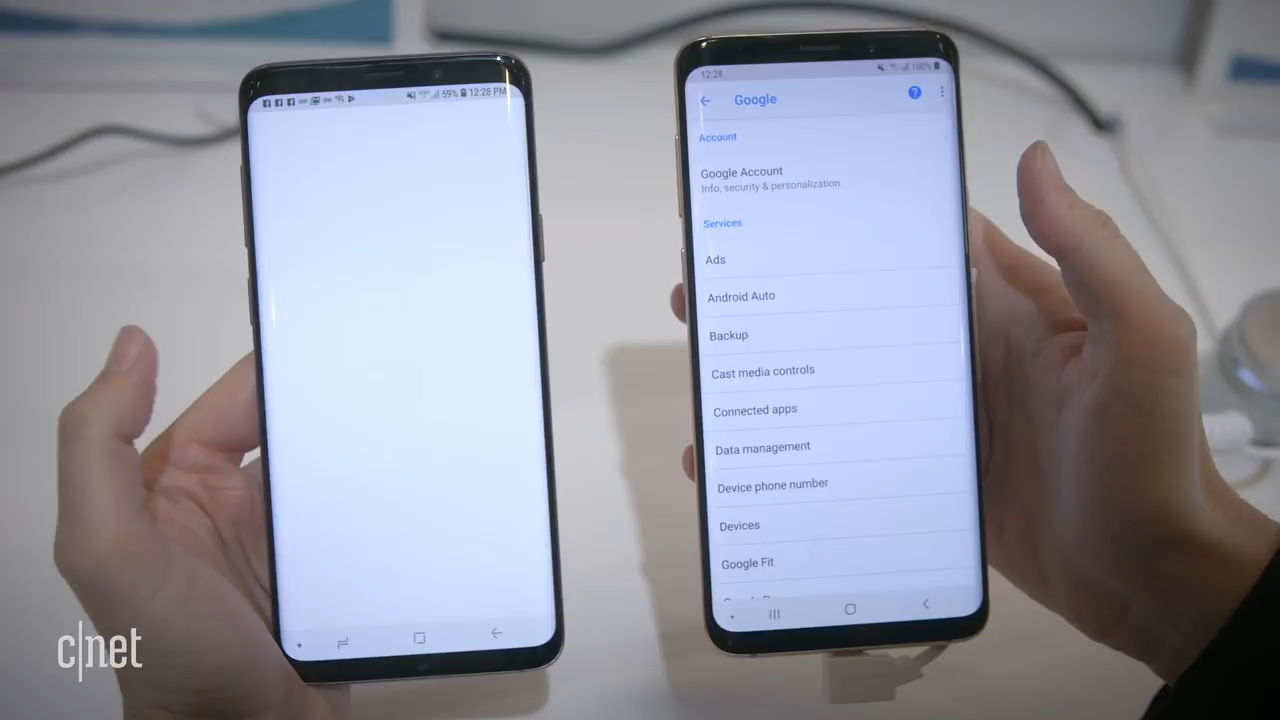 59% 12:28 PM
12:28
100%
Google
?
Account
Google Account
Info, security & personalization
Services
Ads
Android Auto
Backup
Cast media controls
Connected apps
Data management
Device phone number
Devices
Google Fit
c|net